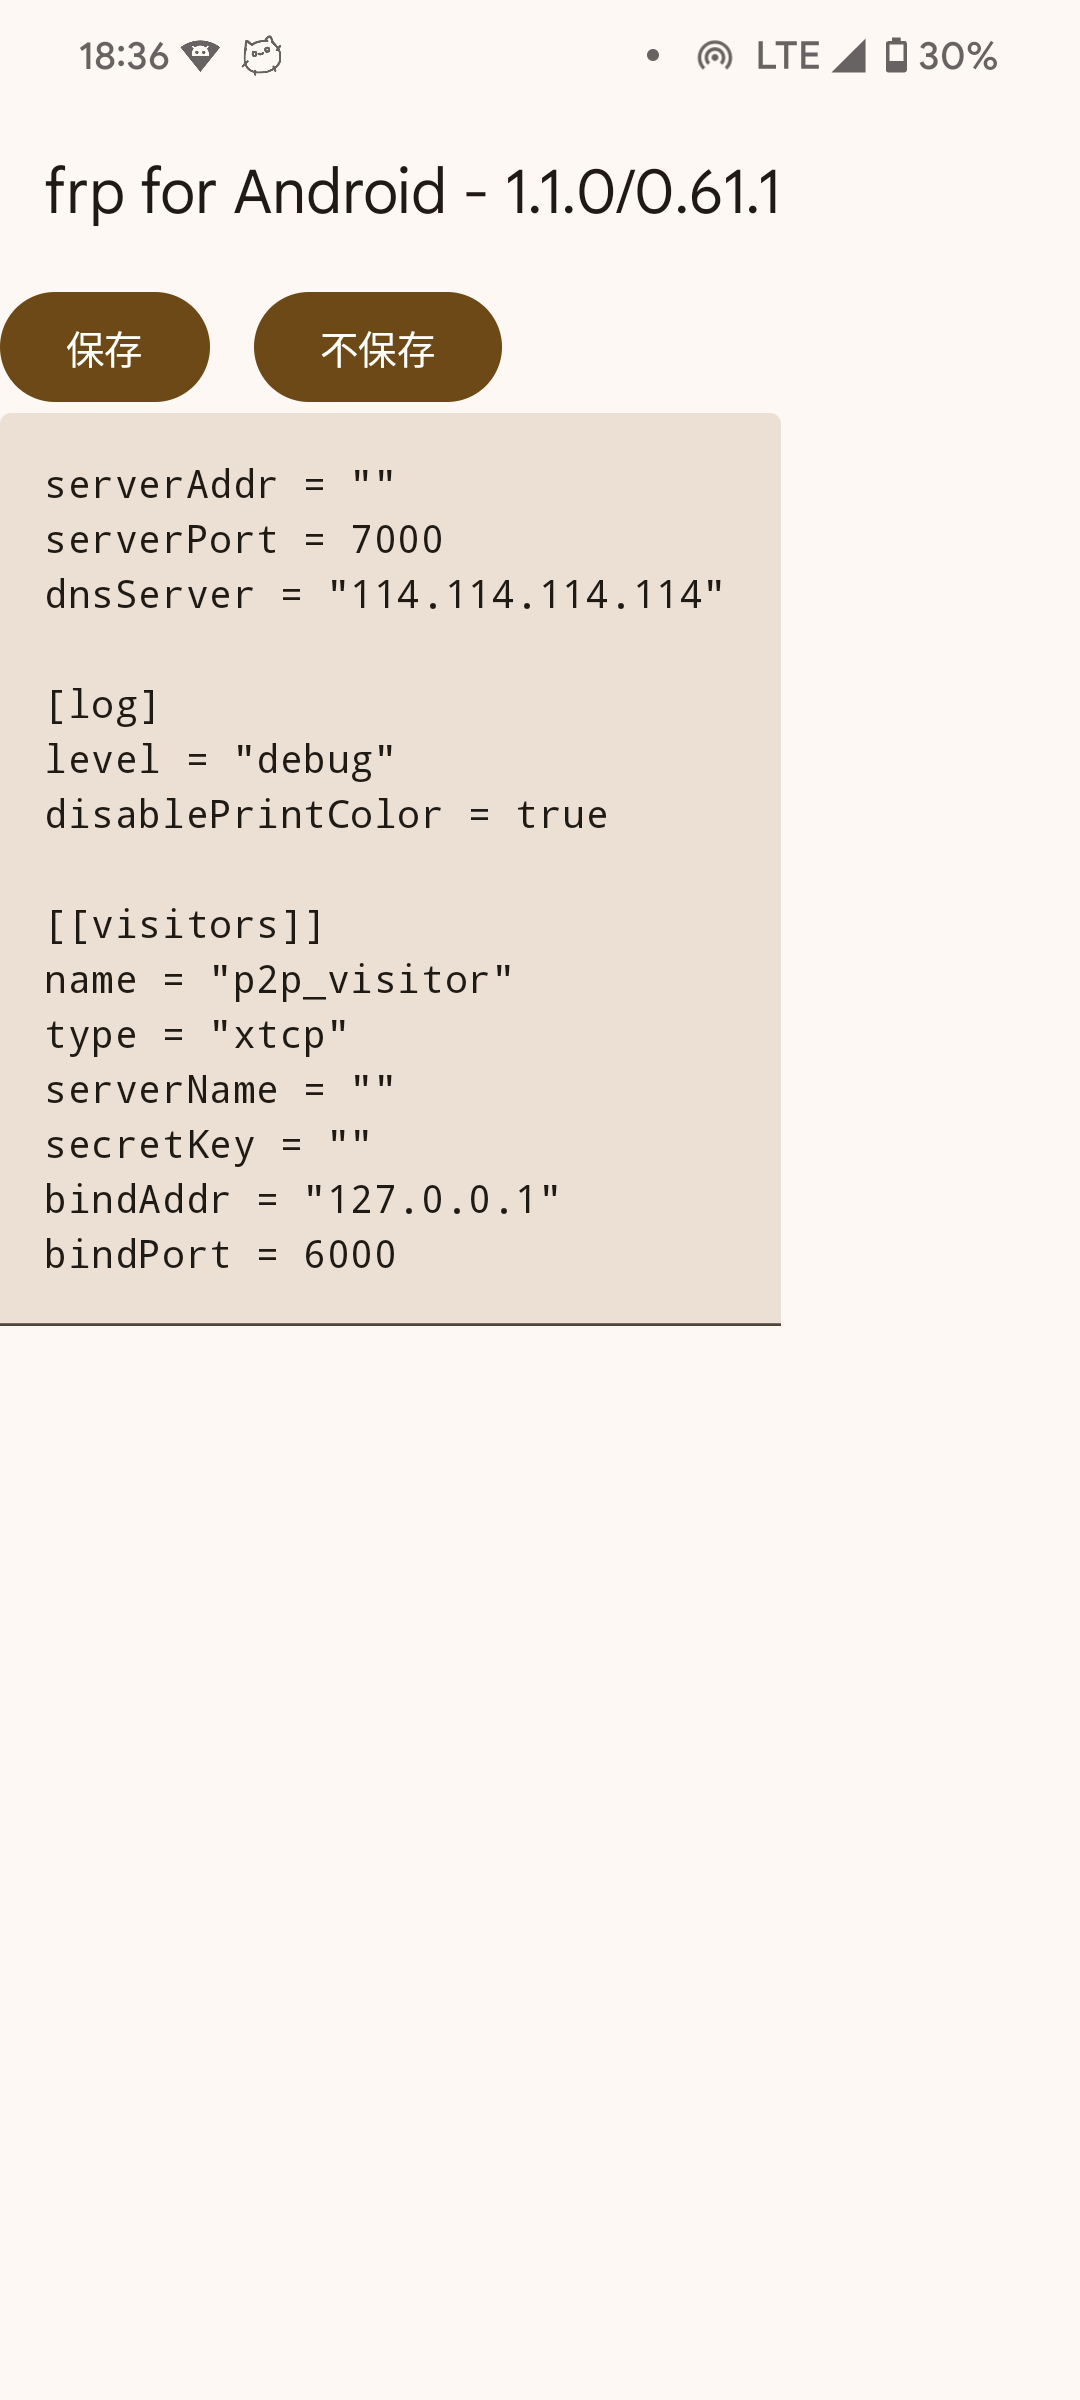 18:36 LTE 30%
frp for Android - 1.1.0/0.61.1
保存 不保存
serverAddr = ""
serverPort = 7000
dnsServer = "114.114.114.114"
[log]
level = "debug"
disablePrintColor = true
[[visitors]]
name = "p2p_visitor"
type = "xtcp"
serverName = ""
secretKey = ""
bindAddr = "127.0.0.1"
bindPort = 6000